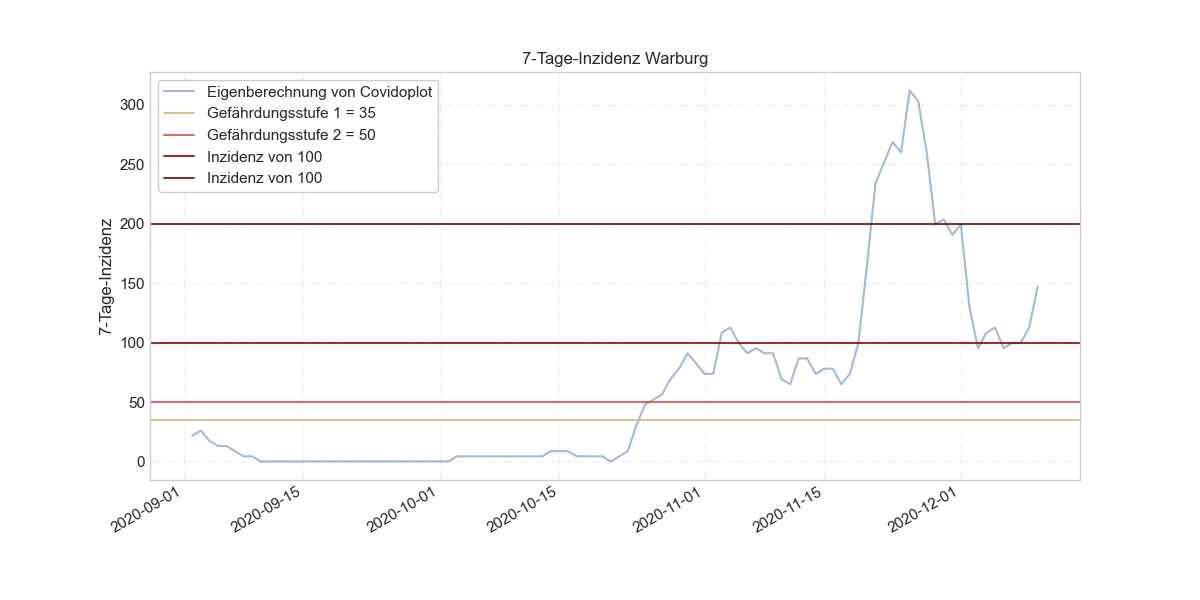 7-Tage-Inzidenz Warburg
Eigenberechnung von Covidoplot
Gefährdungsstufe 1 = 35
Gefährdungsstufe 2 = 50
Inzidenz von 100
Inzidenz von 100
7-Tage-Inzidenz
300
250
200
150
100
50
0
2020-09-01
2020-09-15
2020-10-01
2020-10-15
2020-11-01
2020-11-15
2020-12-01